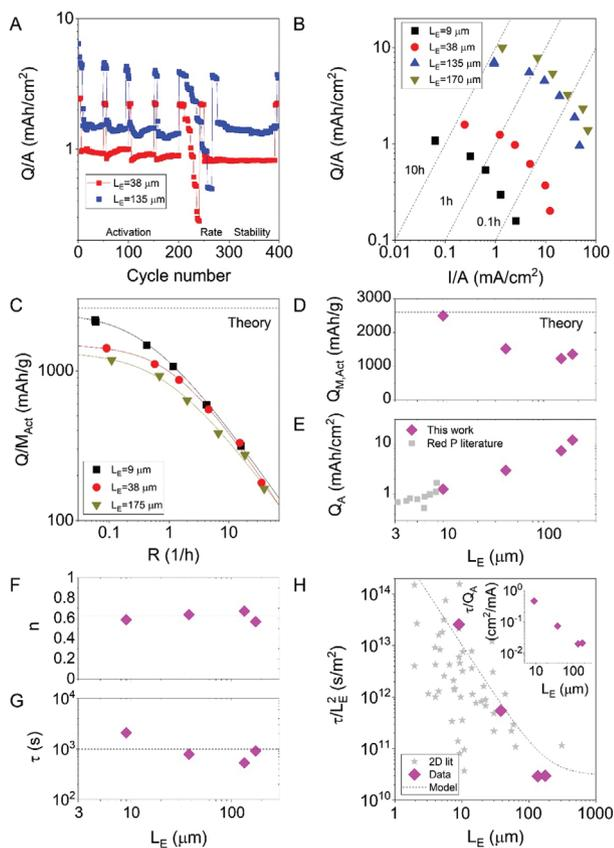 A
Q/A (mAh/cm²)
10
1
L_E=38 μm
L_E=135 μm
Activation
Rate
Stability
0 100 200 300 400
Cycle number
B
Q/A (mAh/cm²)
10
1
0.1
L_E=9 μm
L_E=38 μm
L_E=135 μm
L_E=170 μm
10h
1h
0.1h
0.01 0.1 1 10 100
I/A (mA/cm²)
C
Q/M_Act (mAh/g)
1000
100
Theory
L_E=9 μm
L_E=38 μm
L_E=175 μm
0.1 1 10
R (1/h)
D
Q_M,Act (mAh/g)
3000
2000
1000
0
Theory
E
Q_A (mAh/cm²)
10
1
This work
Red P literature
3 10 100
L_E (μm)
F
n
1
0.8
0.6
0.4
0.2
0
G
τ (s)
10⁴
10³
10²
3 10 100
L_E (μm)
H
τ/L_E² (s/m²)
10¹⁴
10¹³
10¹²
10¹¹
10¹⁰
τ/Q_A (cm²/mA)
10⁰
10⁻¹
10⁻²
10 100
L_E (μm)
2D lit
Data
Model
1 10 100 1000
L_E (μm)